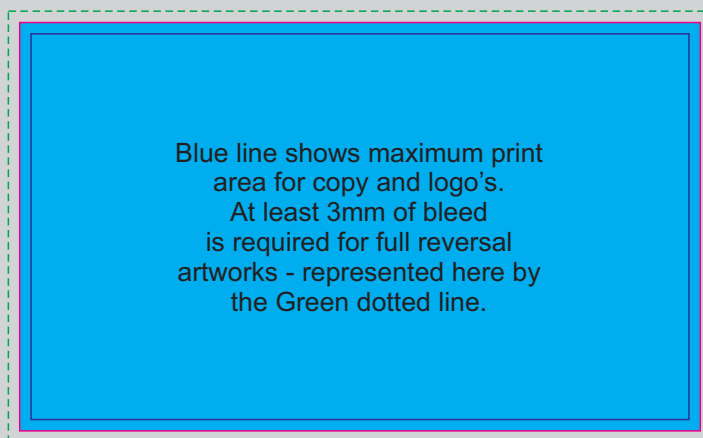 Blue line shows maximum print
area for copy and logo’s.
At least 3mm of bleed
is required for full reversal
artworks - represented here by
the Green dotted line.